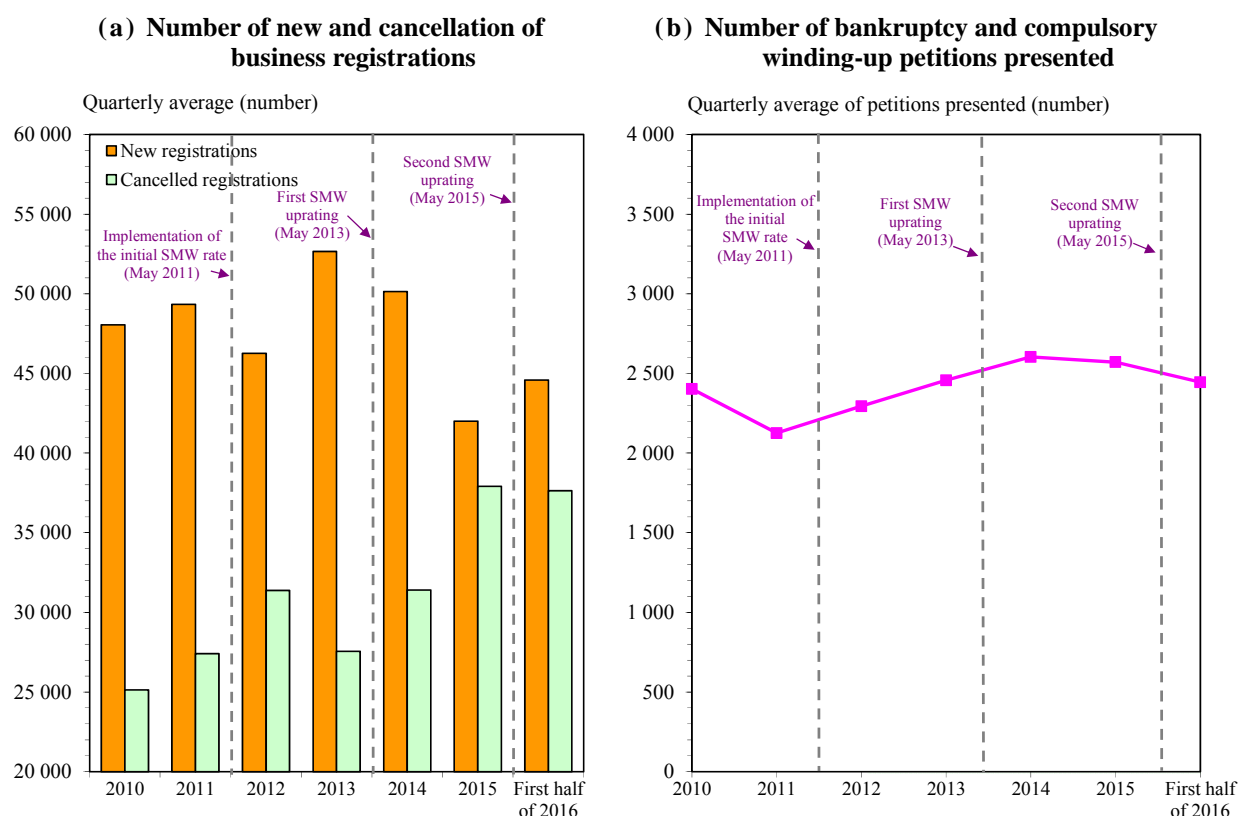 (a) Number of new and cancellation of
business registrations
Quarterly average (number)
60 000
55 000
50 000
45 000
40 000
35 000
30 000
25 000
20 000
New registrations
Cancelled registrations
Implementation of
the initial SMW rate
(May 2011)
First SMW
uprating
(May 2013)
Second SMW
uprating
(May 2015)
2010
2011
2012
2013
2014
2015
First half
of 2016
(b) Number of bankruptcy and compulsory
winding-up petitions presented
Quarterly average of petitions presented (number)
4 000
3 500
3 000
2 500
2 000
1 500
1 000
500
0
Implementation of
the initial
SMW rate
(May 2011)
First SMW
uprating
(May 2013)
Second SMW
uprating
(May 2015)
2010
2011
2012
2013
2014
2015
First half
of 2016